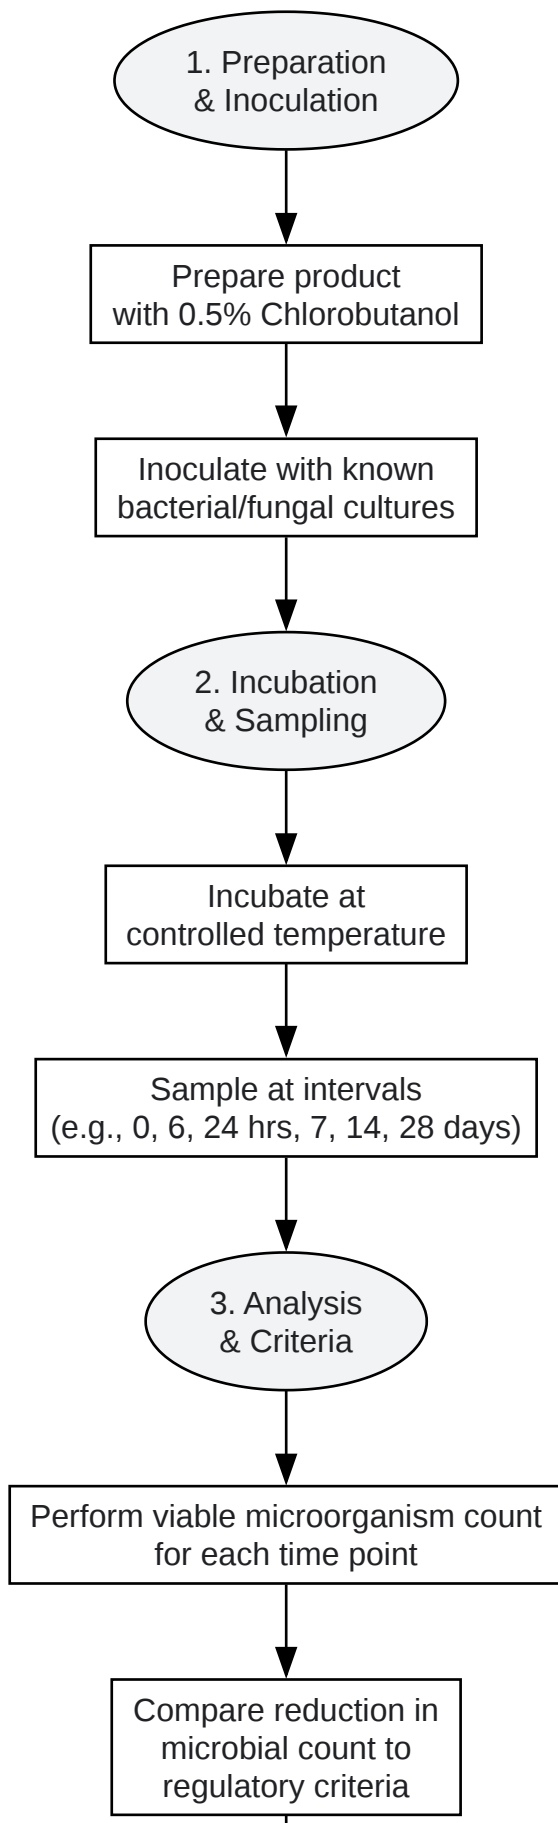 1. Preparation
& Inoculation
Prepare product
with 0.5% Chlorobutanol
Inoculate with known
bacterial/fungal cultures
2. Incubation
& Sampling
Incubate at
controlled temperature
Sample at intervals
(e.g., 0, 6, 24 hrs, 7, 14, 28 days)
3. Analysis
& Criteria
Perform viable microorganism count
for each time point
Compare reduction in
microbial count to
regulatory criteria